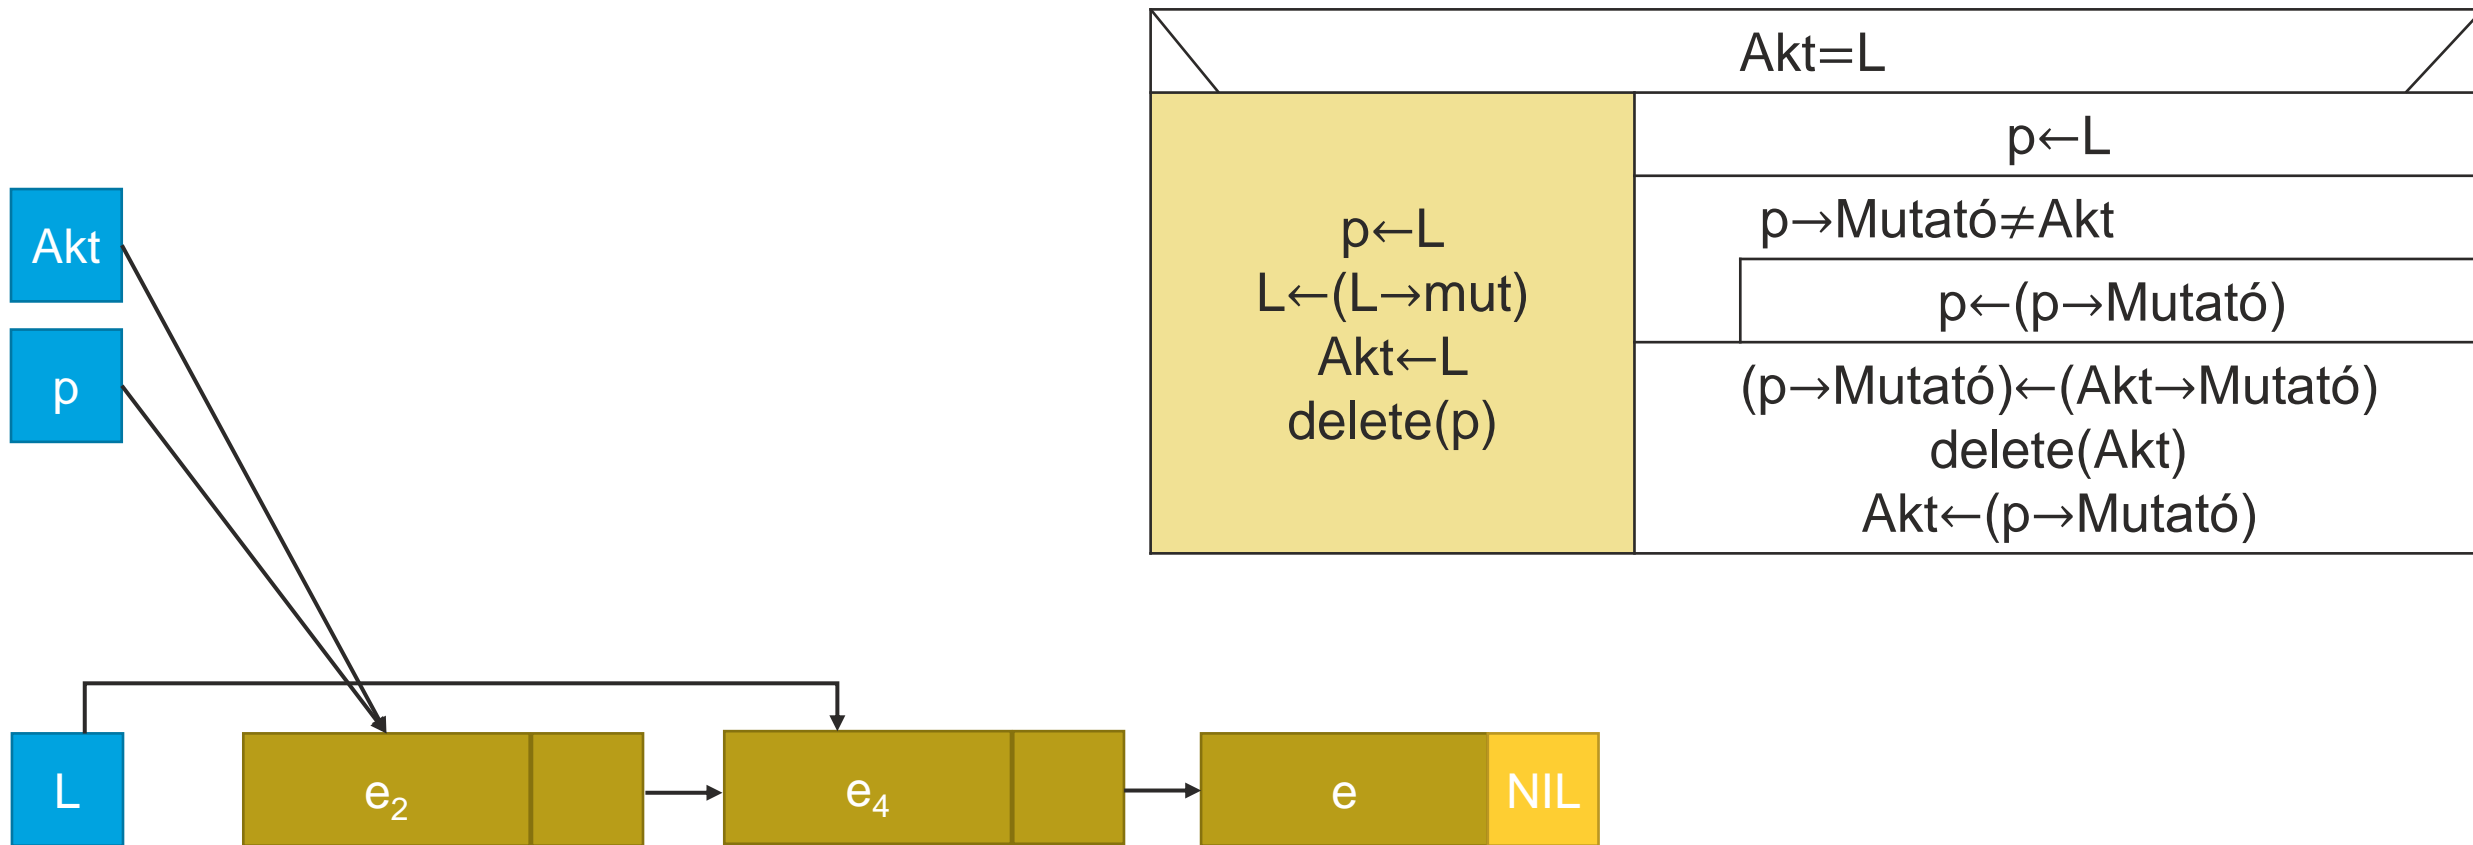 Akt=L
p←L
L←(L→mut)
Akt←L
delete(p)
p←L
p→Mutató≠Akt
p←(p→Mutató)
(p→Mutató)←(Akt→Mutató)
delete(Akt)
Akt←(p→Mutató)
Akt
p
L
e₂
e₄
e
NIL